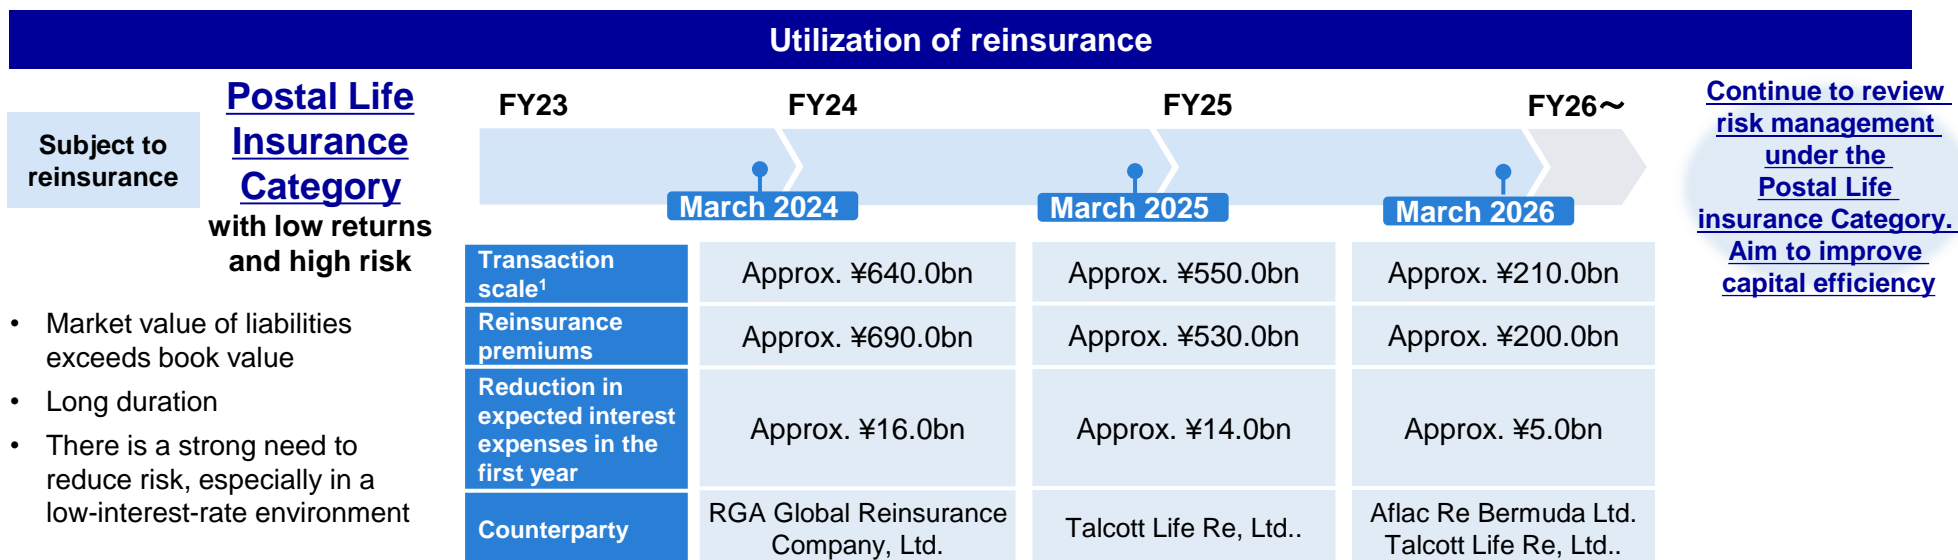 Utilization of reinsurance
Subject to
reinsurance
Postal Life
Insurance
Category
with low returns
and high risk
• Market value of liabilities
exceeds book value
• Long duration
• There is a strong need to
reduce risk, especially in a
low-interest-rate environment
FY23
FY24
FY25
FY26～
March 2024
March 2025
March 2026
Transaction
scale1
Approx. ¥640.0bn
Approx. ¥550.0bn
Approx. ¥210.0bn
Reinsurance
premiums
Approx. ¥690.0bn
Approx. ¥530.0bn
Approx. ¥200.0bn
Reduction in
expected interest
expenses in the
first year
Approx. ¥16.0bn
Approx. ¥14.0bn
Approx. ¥5.0bn
Counterparty
RGA Global Reinsurance
Company, Ltd.
Talcott Life Re, Ltd..
Aflac Re Bermuda Ltd.
Talcott Life Re, Ltd..
Continue to review
risk management
under the
Postal Life
insurance Category.
Aim to improve
capital efficiency